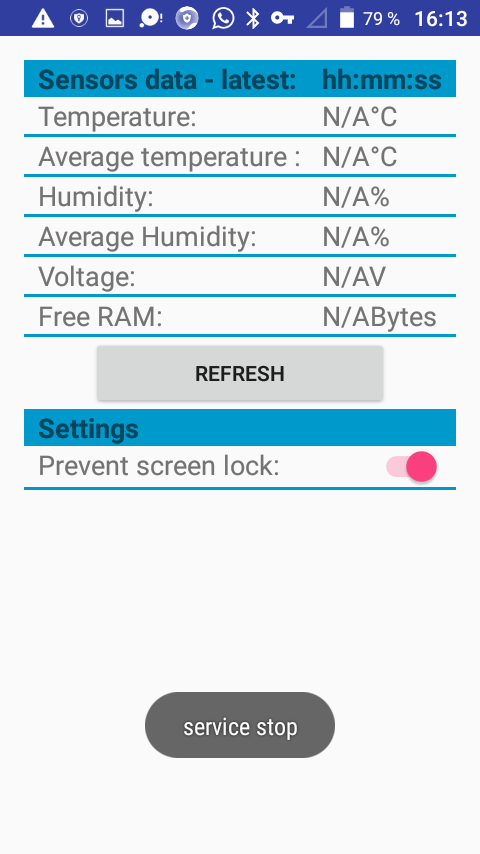 79 % 16:13
Sensors data - latest: hh:mm:ss
Temperature: N/A°C
Average temperature : N/A°C
Humidity: N/A%
Average Humidity: N/A%
Voltage: N/AV
Free RAM: N/ABytes
REFRESH
Settings
Prevent screen lock:
service stop